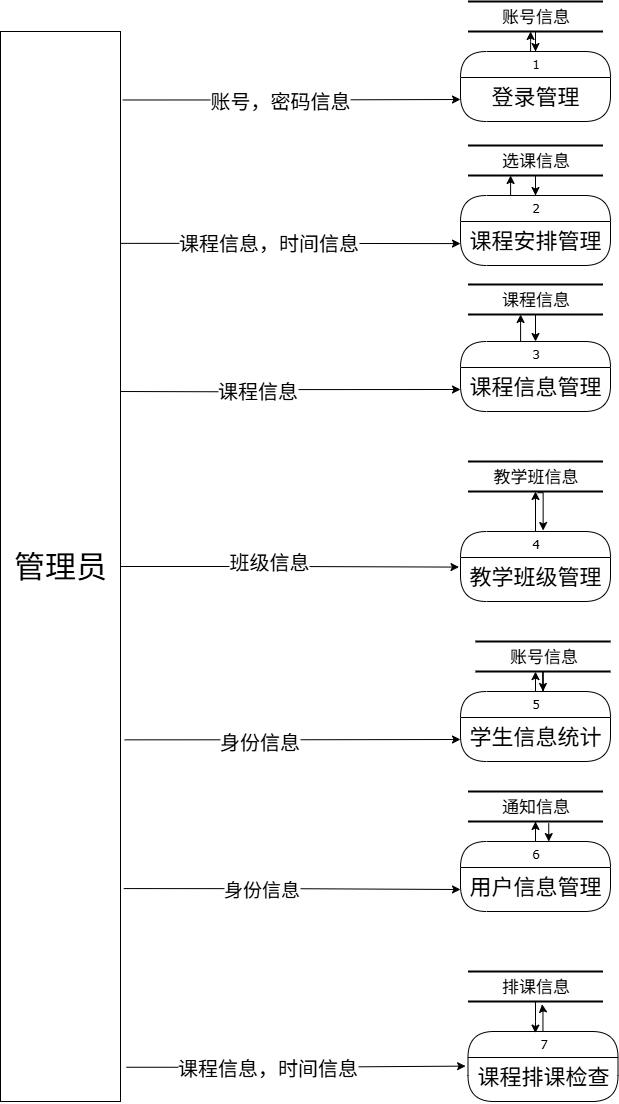 账号信息
1
账号，密码信息
登录管理
选课信息
2
课程信息，时间信息
课程安排管理
课程信息
3
课程信息
课程信息管理
教学班信息
4
管理员
班级信息
教学班级管理
账号信息
5
身份信息
学生信息统计
通知信息
6
身份信息
用户信息管理
排课信息
7
课程信息，时间信息
课程排课检查